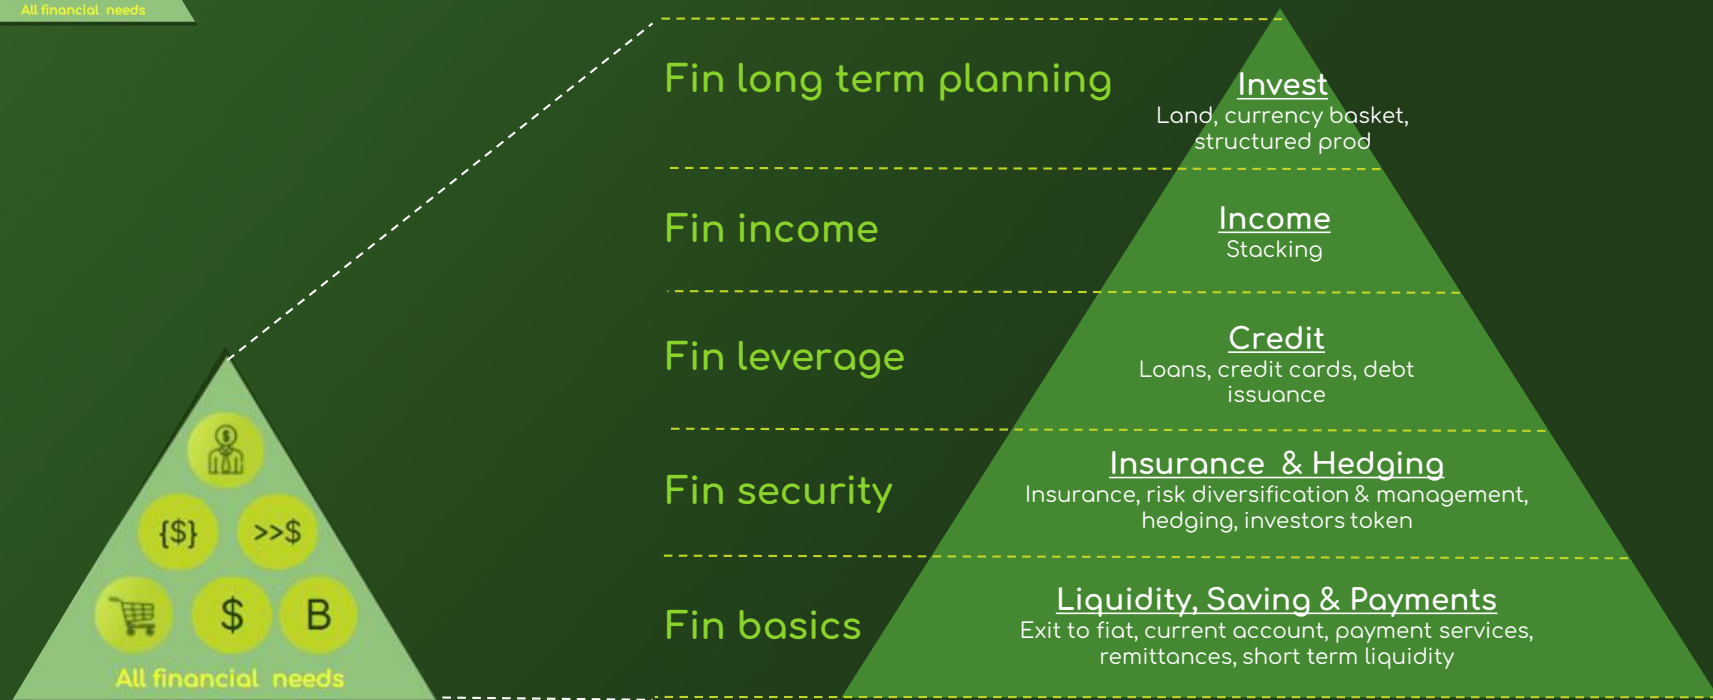 All financial needs
Fin long term planning
Invest
Land, currency basket,
structured prod
Fin income
Income
Stacking
Fin leverage
Credit
Loans, credit cards, debt
issuance
Fin security
Insurance & Hedging
Insurance, risk diversification & management,
hedging, investors token
Fin basics
Liquidity, Saving & Payments
Exit to fiat, current account, payment services,
remittances, short term liquidity
$
{$}
>>$
$
B
All financial needs